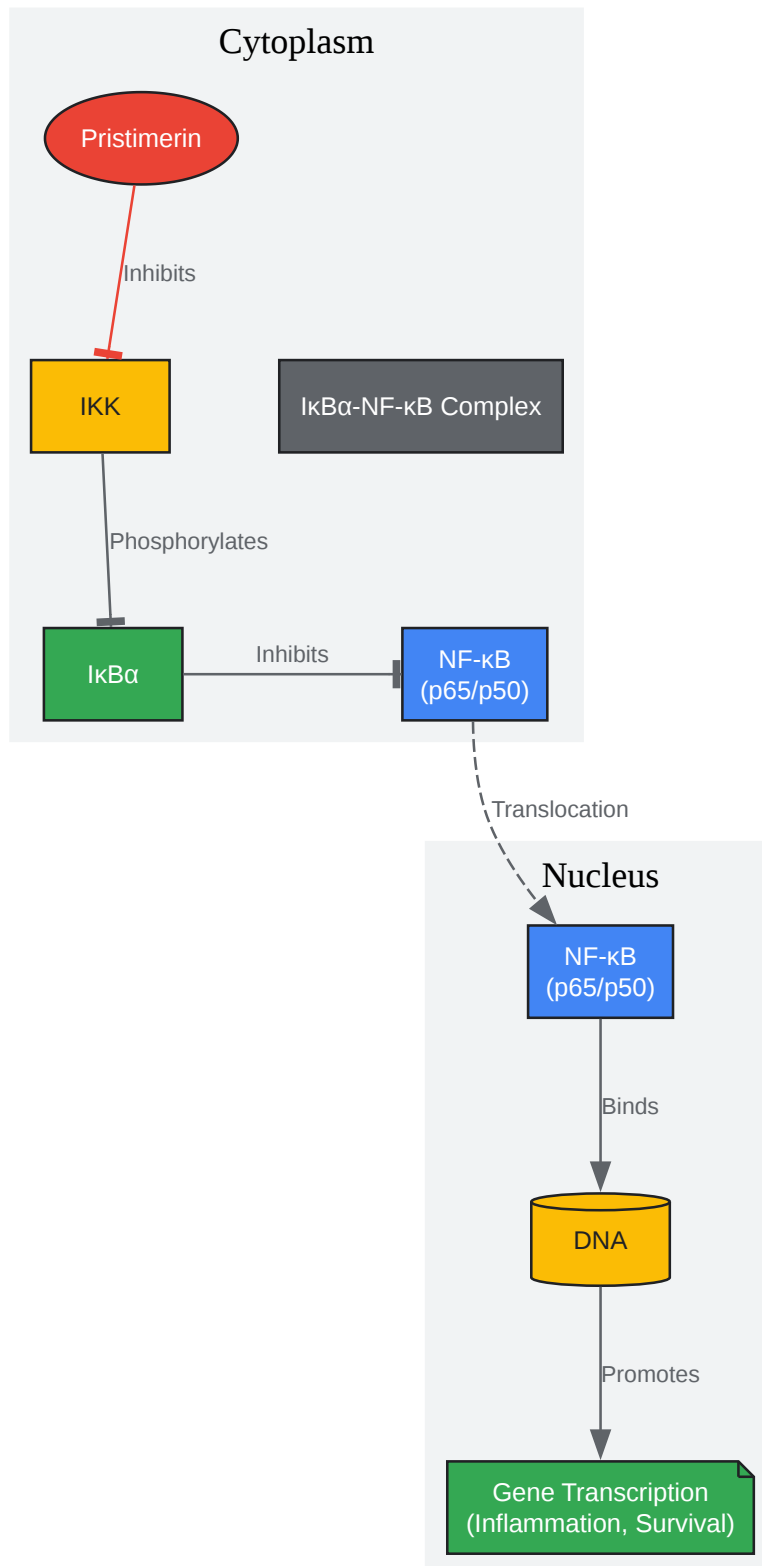 Cytoplasm
Pristimerin
Inhibits
IKK
IκBα-NF-κB Complex
Phosphorylates
IκBα
Inhibits
NF-κB
(p65/p50)
Translocation
Nucleus
NF-κB
(p65/p50)
Binds
DNA
Promotes
Gene Transcription
(Inflammation, Survival)